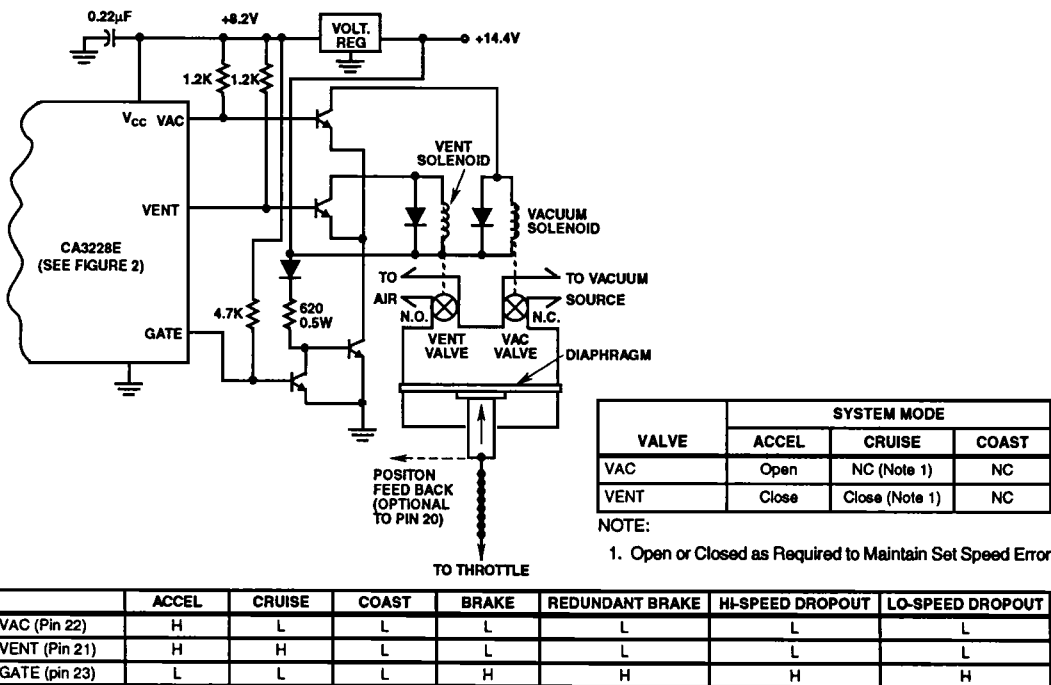 0.22μF
+8.2V
VOLT.
REG
+14.4V
1.2K
1.2K
VCC VAC
VENT
SOLENOID
VENT
VACUUM
SOLENOID
CA3228E
(SEE FIGURE 2)
TO
AIR
TO VACUUM
SOURCE
N.O.
N.C.
4.7K
620
0.5W
VENT
VALVE
VAC
VALVE
GATE
DIAPHRAGM
POSITON
FEED BACK
(OPTIONAL
TO PIN 20)
TO THROTTLE
VALVE SYSTEM MODE
ACCEL CRUISE COAST
VAC Open NC (Note 1) NC
VENT Close Close (Note 1) NC
NOTE:
1. Open or Closed as Required to Maintain Set Speed Error
ACCEL CRUISE COAST BRAKE REDUNDANT BRAKE HI-SPEED DROPOUT LO-SPEED DROPOUT
VAC (Pin 22) H L L L L L L
VENT (Pin 21) H H L L L L L
GATE (pin 23) L L L H H H H